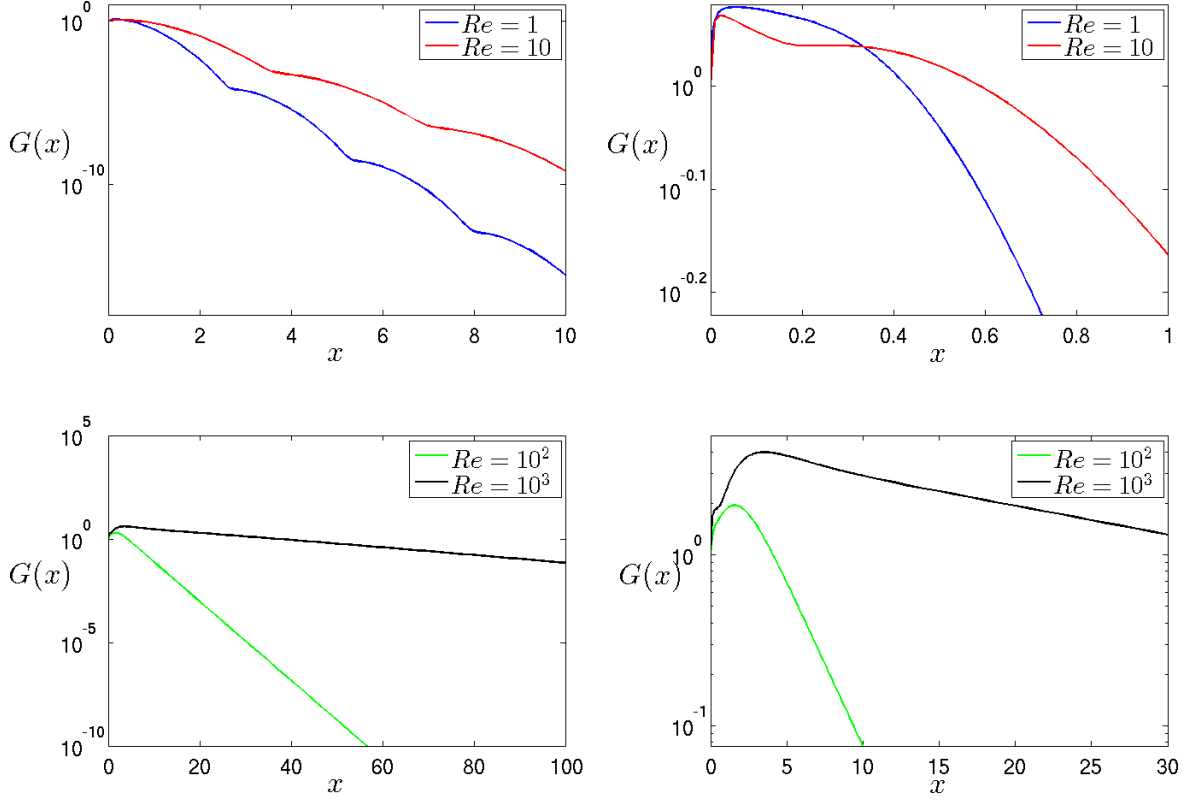 10^0
10^-10
G(x)
0 2 4 6 8 10
x
Re = 1
Re = 10
10^0
10^-0.1
10^-0.2
G(x)
0 0.2 0.4 0.6 0.8 1
x
Re = 1
Re = 10
10^5
10^0
10^-5
10^-10
G(x)
0 20 40 60 80 100
x
Re = 10^2
Re = 10^3
10^0
10^-1
G(x)
0 5 10 15 20 25 30
x
Re = 10^2
Re = 10^3